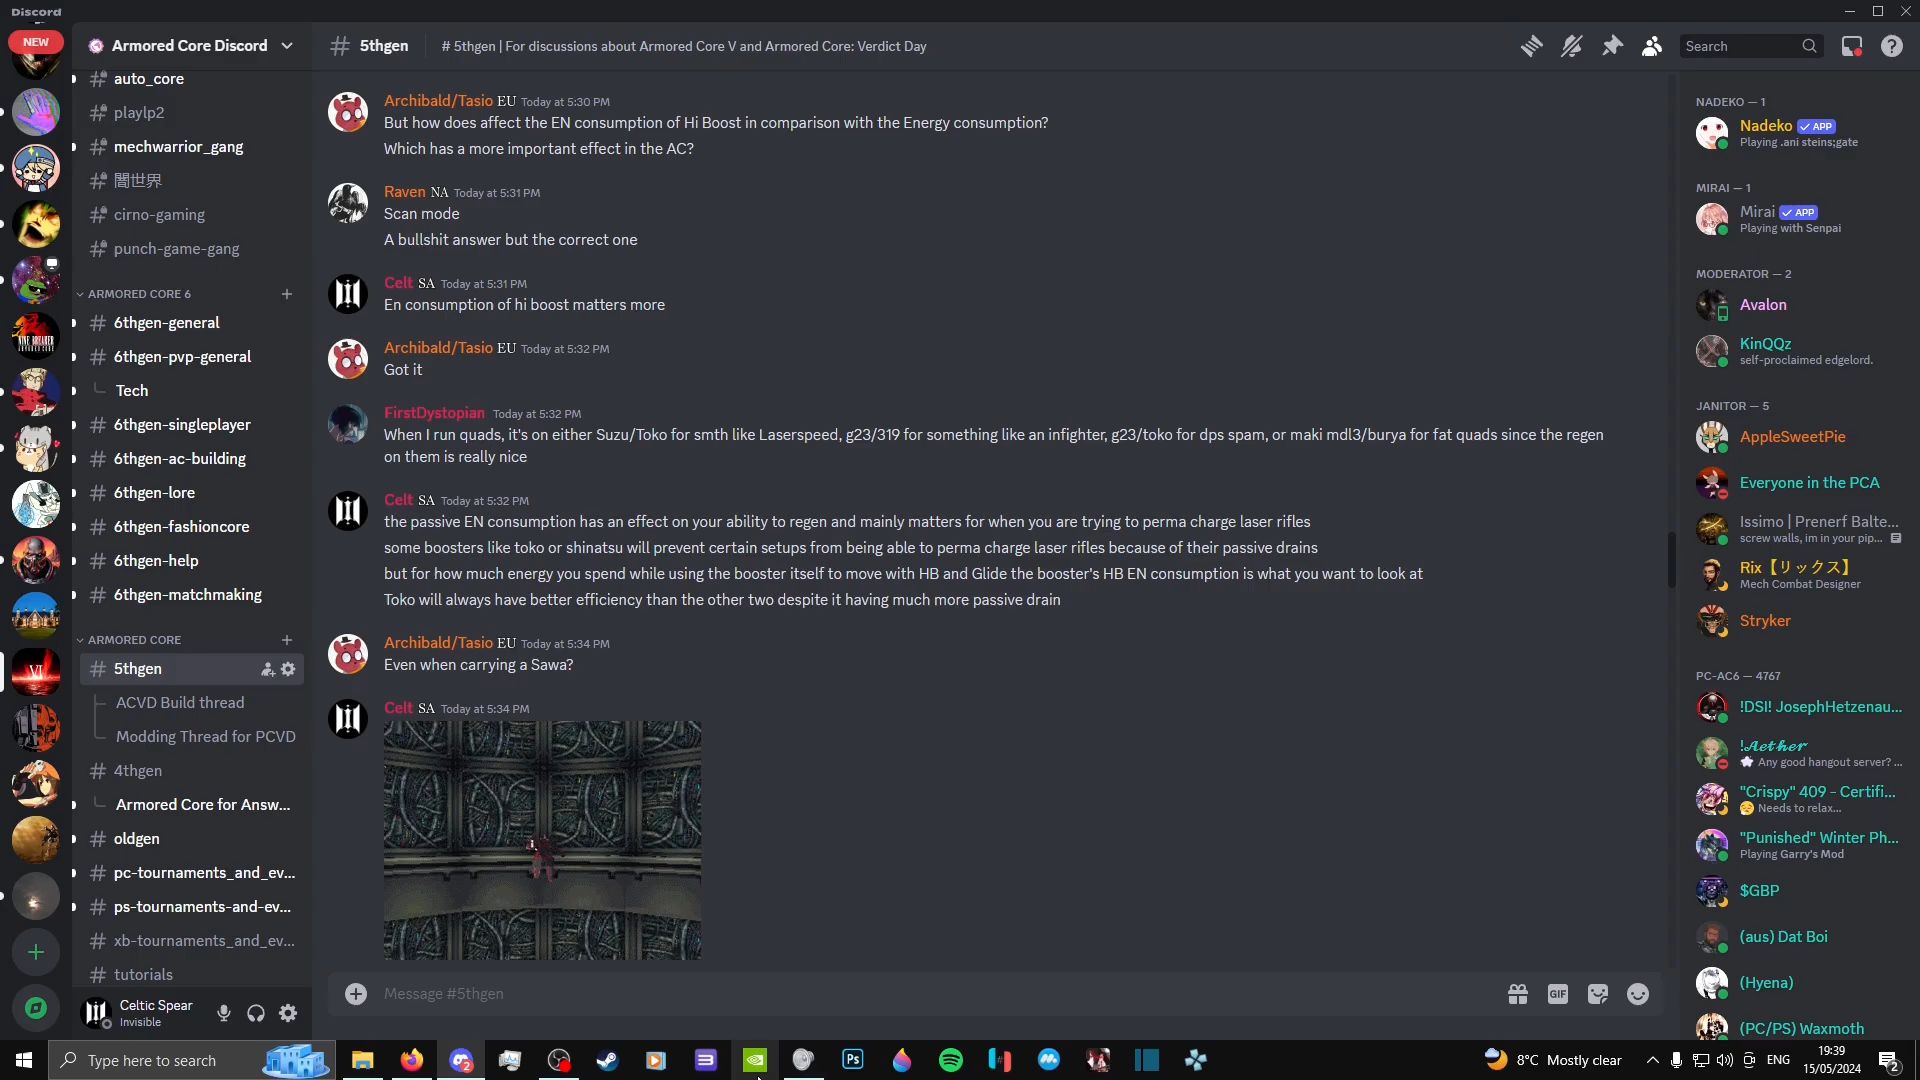 Discord
NEW
Armored Core Discord
auto_core
playlp2
mechwarrior_gang
闇世界
cirno-gaming
punch-game-gang
ARMORED CORE 6
6thgen-general
6thgen-pvp-general
Tech
6thgen-singleplayer
6thgen-ac-building
6thgen-lore
6thgen-fashioncore
6thgen-help
6thgen-matchmaking
ARMORED CORE
5thgen
ACVD Build thread
Modding Thread for PCVD
4thgen
Armored Core for Answ...
oldgen
pc-tournaments_and_ev...
ps-tournaments-and-ev...
xb-tournaments_and_ev...
tutorials
Celtic Spear
Invisible
5thgen
# 5thgen | For discussions about Armored Core V and Armored Core: Verdict Day
Search
Archibald/Tasio EU Today at 5:30 PM
But how does affect the EN consumption of Hi Boost in comparison with the Energy consumption?
Which has a more important effect in the AC?
Raven NA Today at 5:31 PM
Scan mode
A bullshit answer but the correct one
Celt SA Today at 5:31 PM
En consumption of hi boost matters more
Archibald/Tasio EU Today at 5:32 PM
Got it
FirstDystopian Today at 5:32 PM
When I run quads, it's on either Suzu/Toko for smth like Laserspeed, g23/319 for something like an infighter, g23/toko for dps spam, or maki mdl3/burya for fat quads since the regen
on them is really nice
Celt SA Today at 5:32 PM
the passive EN consumption has an effect on your ability to regen and mainly matters for when you are trying to perma charge laser rifles
some boosters like toko or shinatsu will prevent certain setups from being able to perma charge laser rifles because of their passive drains
but for how much energy you spend while using the booster itself to move with HB and Glide the booster's HB EN consumption is what you want to look at
Toko will always have better efficiency than the other two despite it having much more passive drain
Archibald/Tasio EU Today at 5:34 PM
Even when carrying a Sawa?
Celt SA Today at 5:34 PM
Message #5thgen
GIF
NADEKO — 1
Nadeko APP
Playing .ani steins;gate
MIRAI — 1
Mirai APP
Playing with Senpai
MODERATOR — 2
Avalon
KinQQz
self-proclaimed edgelord.
JANITOR — 5
AppleSweetPie
Everyone in the PCA
Issimo | Prenerf Balte...
screw walls, im in your pip...
Rix【リックス】
Mech Combat Designer
Stryker
PC-AC6 — 4767
!DSI! JosephHetzenau...
!𝓐𝓮𝓽𝓱𝓮𝓻
Any good hangout server? ...
"Crispy" 409 - Certifi...
Needs to relax...
"Punished" Winter Ph...
Playing Garry's Mod
$GBP
(aus) Dat Boi
(Hyena)
(PC/PS) Waxmoth
Type here to search
2
Ps
8°C Mostly clear
ENG
19:39
15/05/2024
2